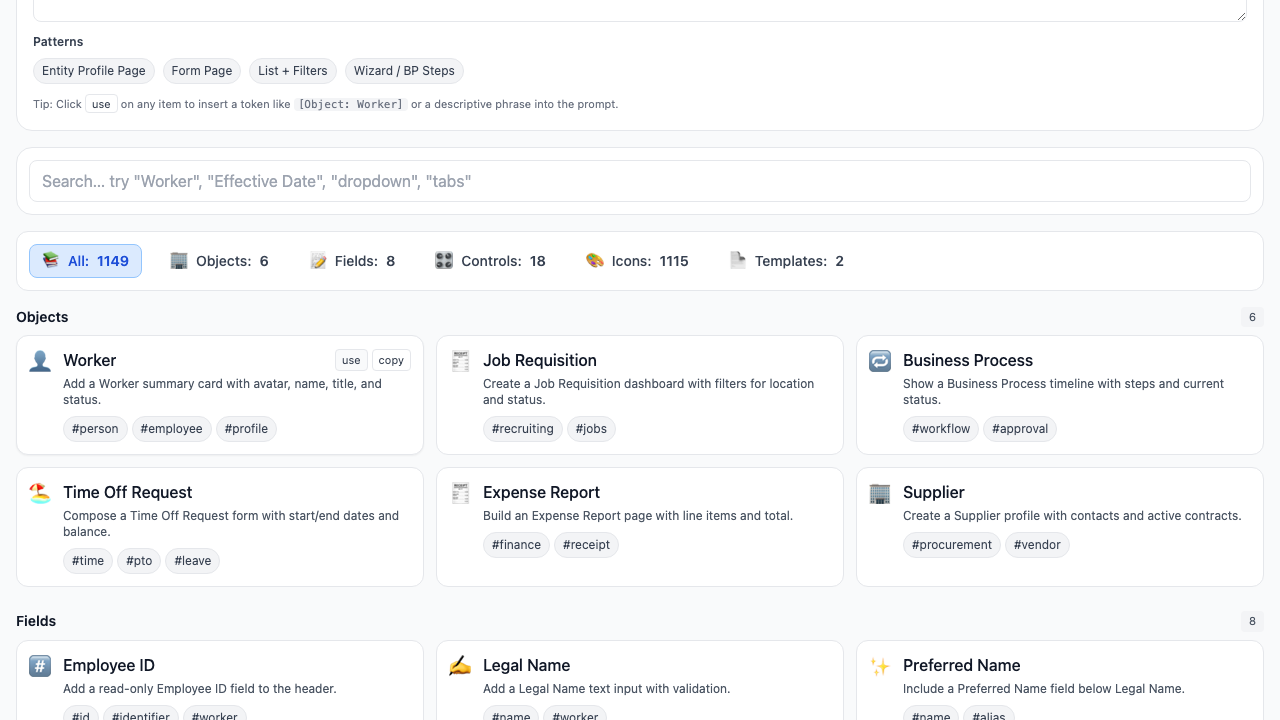 Patterns
Entity Profile Page Form Page List + Filters Wizard / BP Steps
Tip: Click use on any item to insert a token like [Object: Worker] or a descriptive phrase into the prompt.
Search... try "Worker", "Effective Date", "dropdown", "tabs"
All: 1149 Objects: 6 Fields: 8 Controls: 18 Icons: 1115 Templates: 2
Objects 6
Worker use copy
Add a Worker summary card with avatar, name, title, and
status.
#person #employee #profile
Job Requisition
Create a Job Requisition dashboard with filters for location
and status.
#recruiting #jobs
Business Process
Show a Business Process timeline with steps and current
status.
#workflow #approval
Time Off Request
Compose a Time Off Request form with start/end dates and
balance.
#time #pto #leave
Expense Report
Build an Expense Report page with line items and total.
#finance #receipt
Supplier
Create a Supplier profile with contacts and active contracts.
#procurement #vendor
Fields 8
Employee ID
Add a read-only Employee ID field to the header.
#id #identifier #worker
Legal Name
Add a Legal Name text input with validation.
#name #worker
Preferred Name
Include a Preferred Name field below Legal Name.
#name #alias